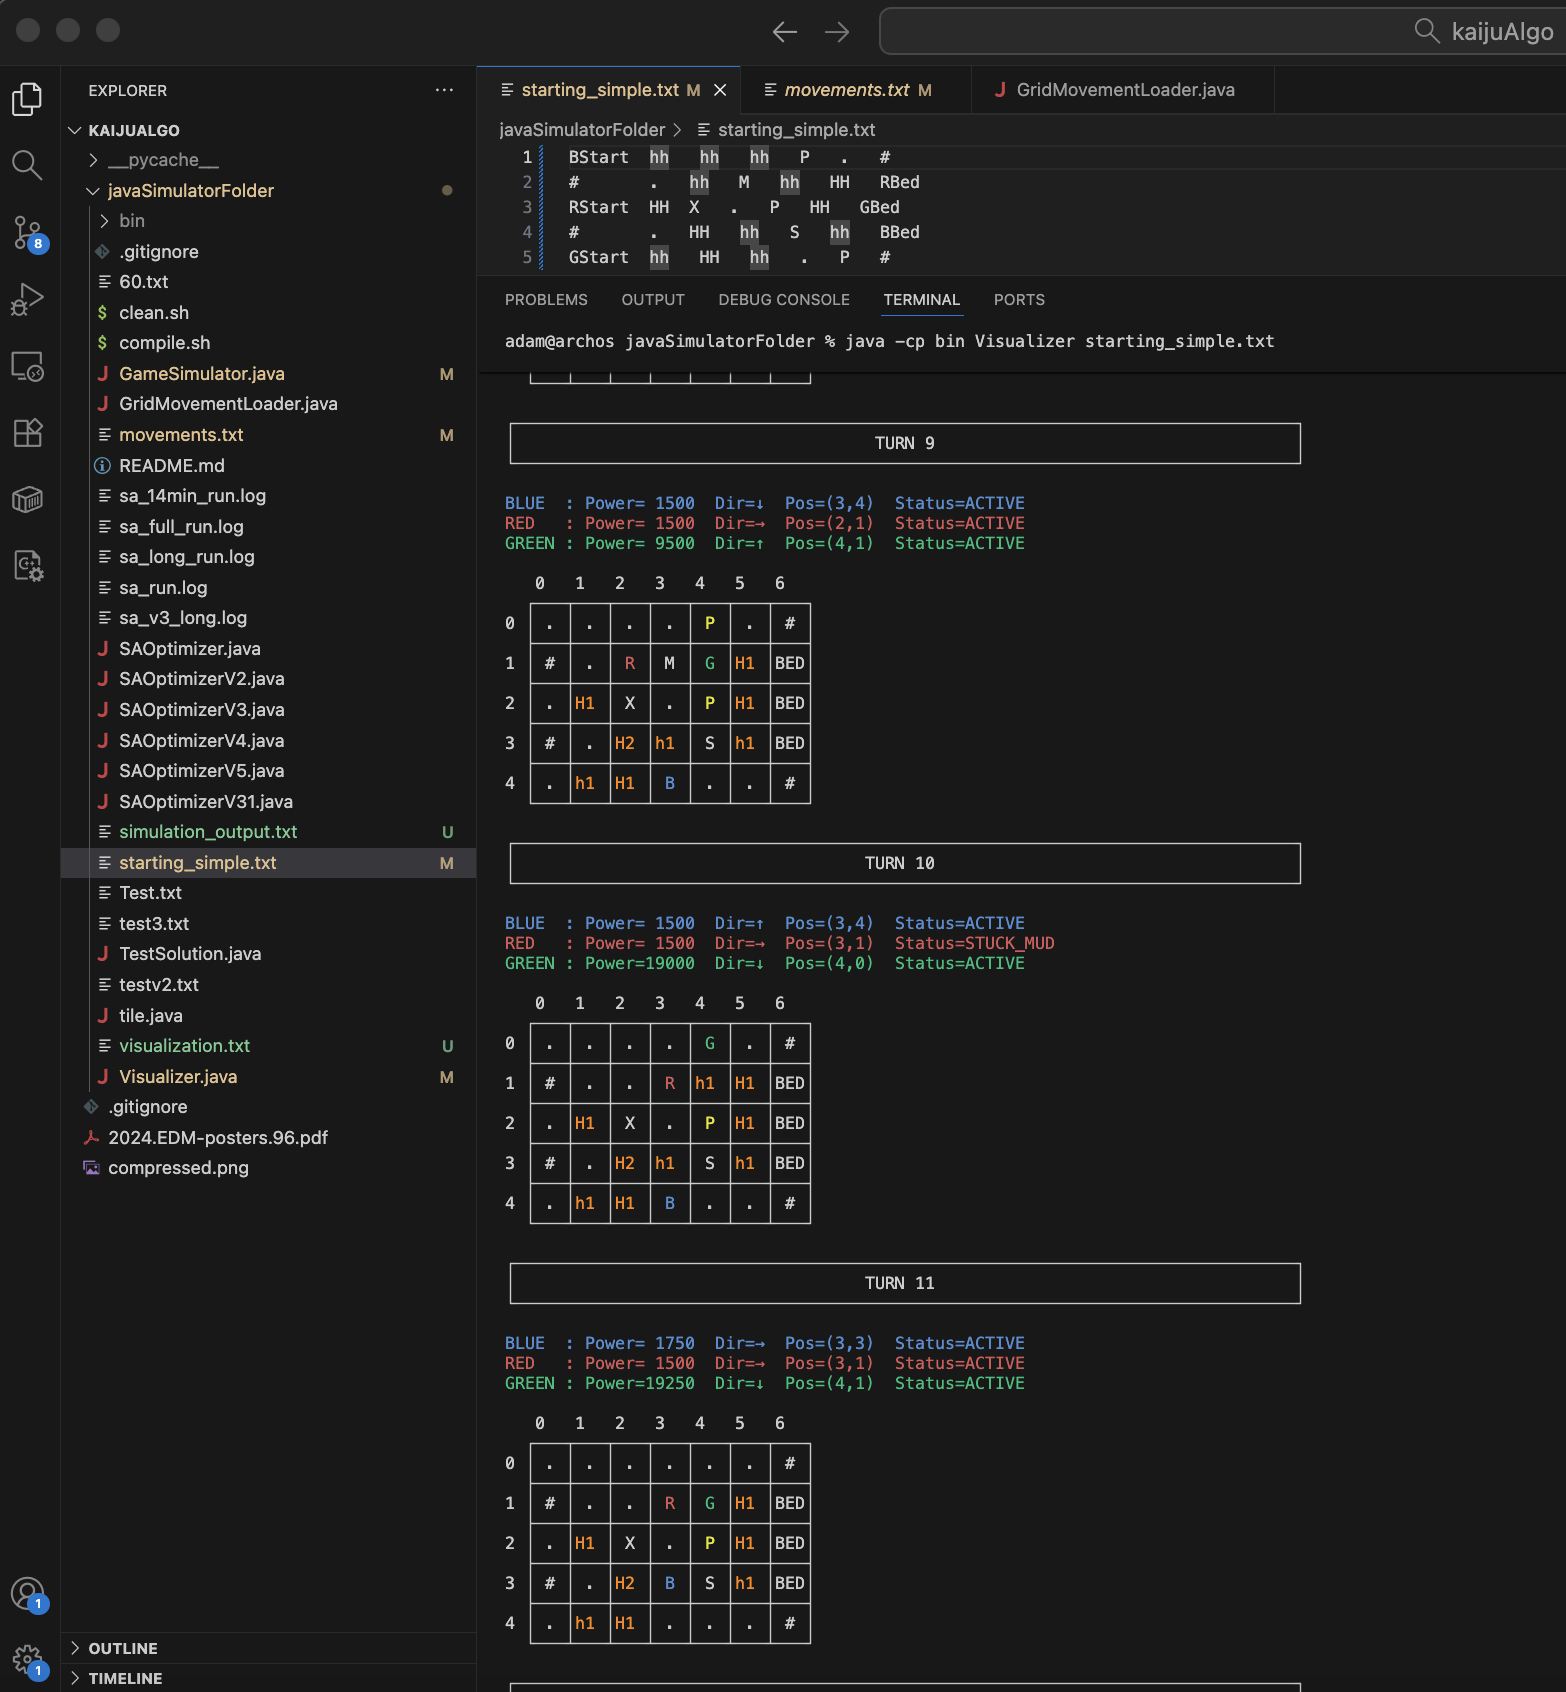 kaijuAlgo
EXPLORER
KAIJUALGO
__pycache__
javaSimulatorFolder
bin
.gitignore
60.txt
$ clean.sh
$ compile.sh
J GameSimulator.java M
J GridMovementLoader.java
movements.txt M
README.md
sa_14min_run.log
sa_full_run.log
sa_long_run.log
sa_run.log
sa_v3_long.log
J SAOptimizer.java
J SAOptimizerV2.java
J SAOptimizerV3.java
J SAOptimizerV4.java
J SAOptimizerV5.java
J SAOptimizerV31.java
simulation_output.txt U
starting_simple.txt M
Test.txt
test3.txt
J TestSolution.java
testv2.txt
J tile.java
visualization.txt U
J Visualizer.java M
.gitignore
2024.EDM-posters.96.pdf
compressed.png
OUTLINE
TIMELINE
8
1
1
starting_simple.txt M
movements.txt M
J GridMovementLoader.java
javaSimulatorFolder > starting_simple.txt
1 BStart hh hh hh P . #
2 # . hh M hh HH RBed
3 RStart HH X . P HH GBed
4 # . HH hh S hh BBed
5 GStart hh HH hh . P #
PROBLEMS OUTPUT DEBUG CONSOLE TERMINAL PORTS
adam@archos javaSimulatorFolder % java -cp bin Visualizer starting_simple.txt
TURN 9
BLUE : Power= 1500 Dir=↓ Pos=(3,4) Status=ACTIVE
RED : Power= 1500 Dir=→ Pos=(2,1) Status=ACTIVE
GREEN : Power= 9500 Dir=↑ Pos=(4,1) Status=ACTIVE
0 1 2 3 4 5 6
0 . . . . P . #
1 # . R M G H1 BED
2 . H1 X . P H1 BED
3 # . H2 h1 S h1 BED
4 . h1 H1 B . . #
TURN 10
BLUE : Power= 1500 Dir=↑ Pos=(3,4) Status=ACTIVE
RED : Power= 1500 Dir=→ Pos=(3,1) Status=STUCK_MUD
GREEN : Power=19000 Dir=↓ Pos=(4,0) Status=ACTIVE
0 1 2 3 4 5 6
0 . . . . G . #
1 # . . R h1 H1 BED
2 . H1 X . P H1 BED
3 # . H2 h1 S h1 BED
4 . h1 H1 B . . #
TURN 11
BLUE : Power= 1750 Dir=→ Pos=(3,3) Status=ACTIVE
RED : Power= 1500 Dir=→ Pos=(3,1) Status=ACTIVE
GREEN : Power=19250 Dir=↓ Pos=(4,1) Status=ACTIVE
0 1 2 3 4 5 6
0 . . . . . . #
1 # . . R G H1 BED
2 . H1 X . P H1 BED
3 # . H2 B S h1 BED
4 . h1 H1 . . . #